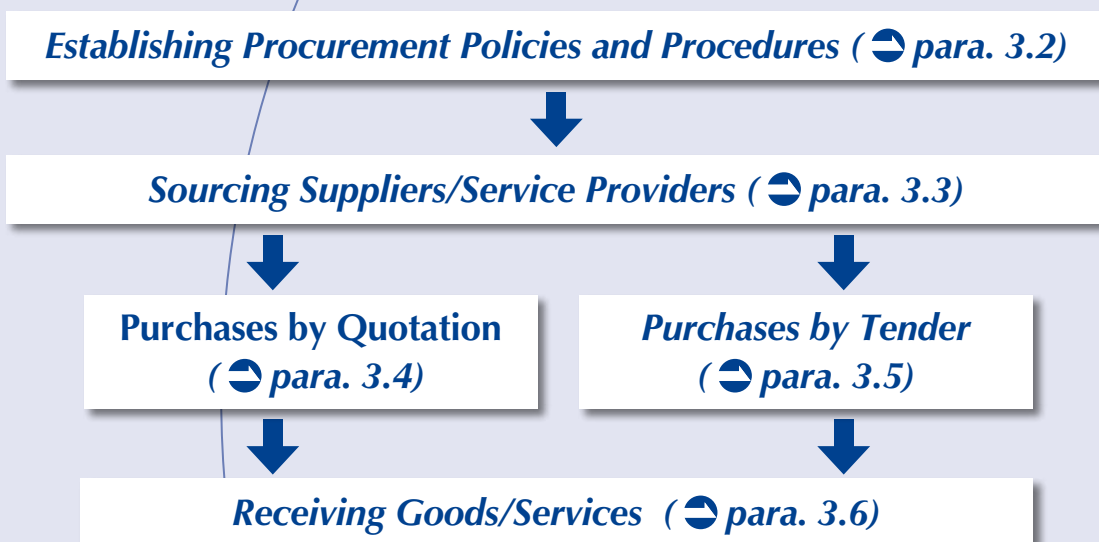 Establishing Procurement Policies and Procedures ( ➲ para. 3.2)
Sourcing Suppliers/Service Providers ( ➲ para. 3.3)
Purchases by Quotation
( ➲ para. 3.4)
Purchases by Tender
( ➲ para. 3.5)
Receiving Goods/Services ( ➲ para. 3.6)